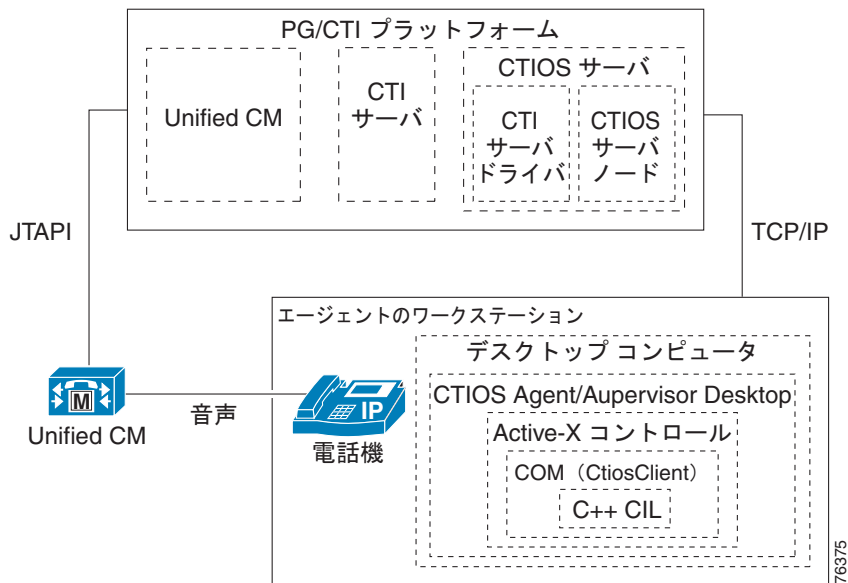 PG/CTI プラットフォーム
Unified CM
CTI
サーバ
CTIOS サーバ
CTI
サーバ
ドライバ
CTIOS
サーバ
ノード
JTAPI
TCP/IP
エージェントのワークステーション
デスクトップ コンピュータ
CTIOS Agent/Aupervisor Desktop
Active-X コントロール
COM（CtiosClient）
C++ CIL
M
Unified CM
音声
IP
電話機
76375